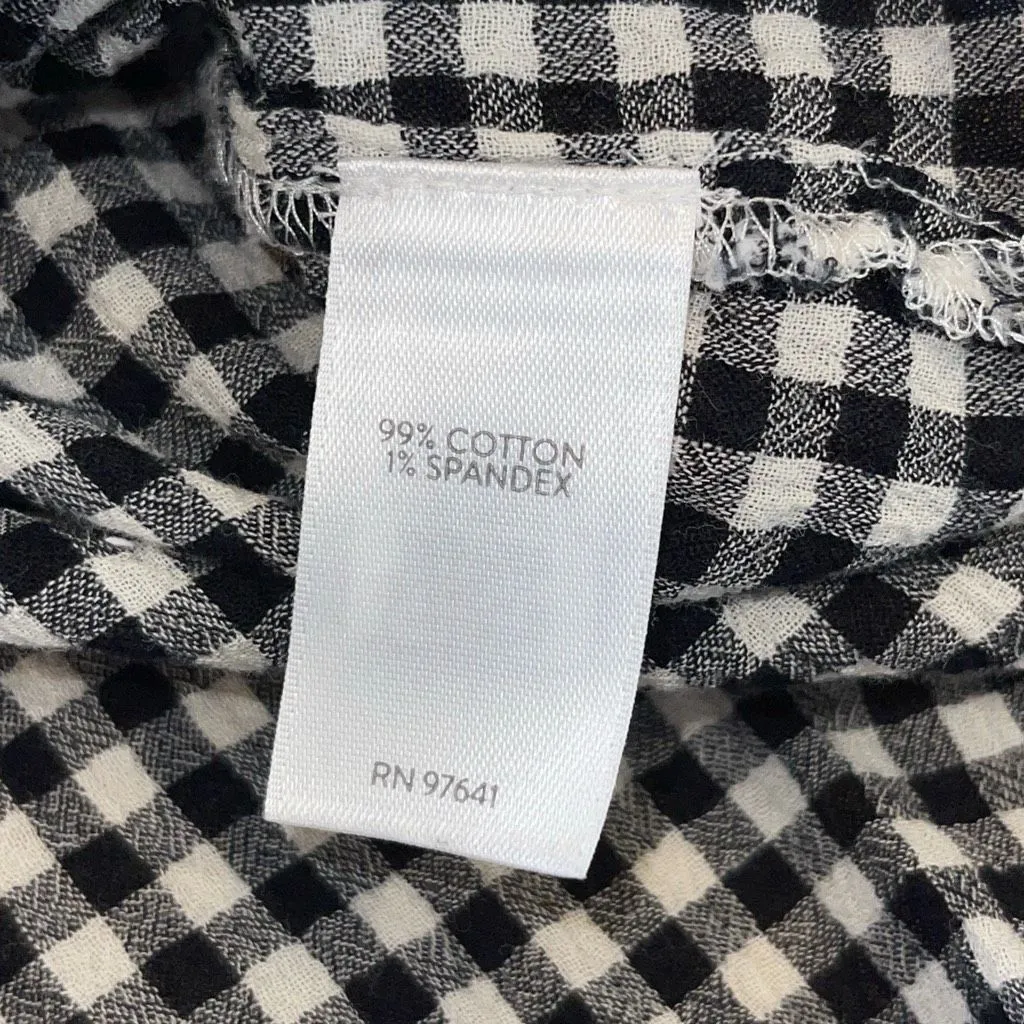 99% COTTON
1% SPANDEX
RN 97641